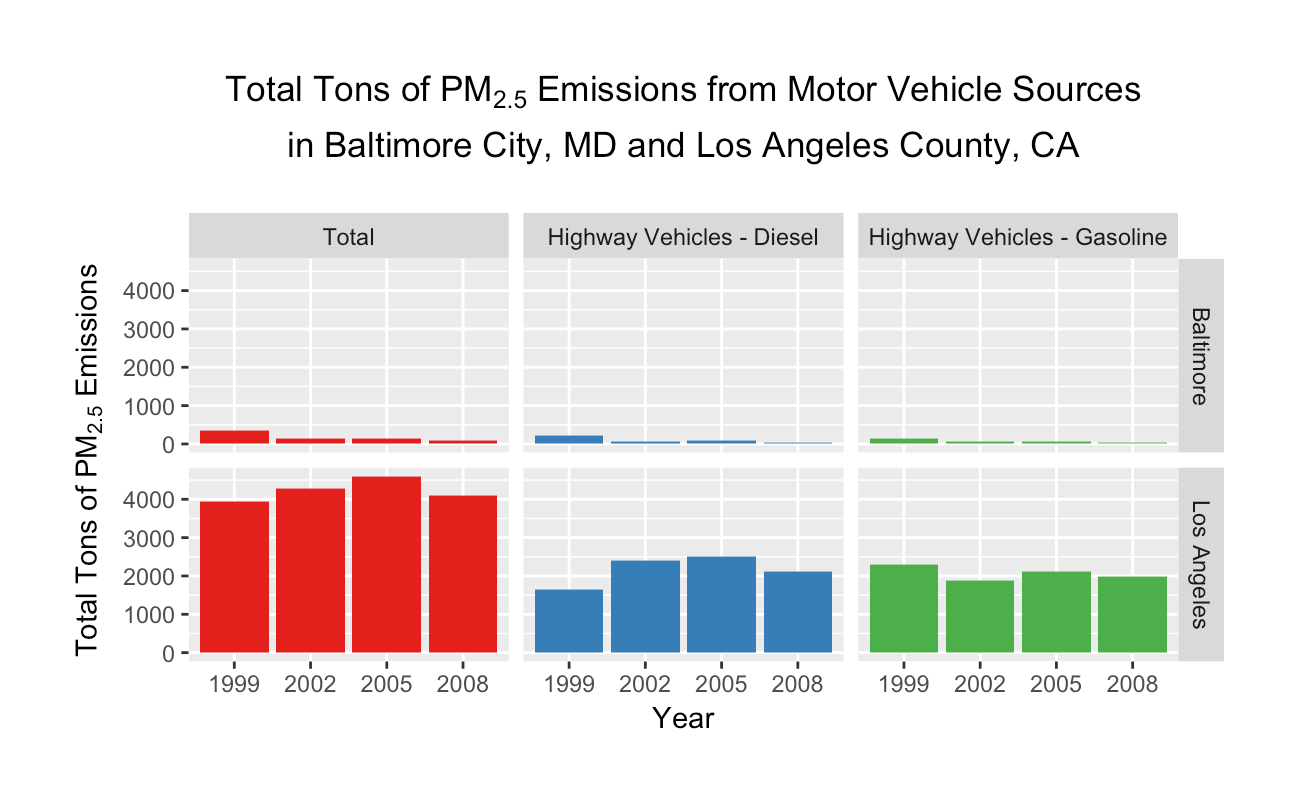 Total Tons of PM2.5 Emissions from Motor Vehicle Sources
in Baltimore City, MD and Los Angeles County, CA
Total
Highway Vehicles - Diesel
Highway Vehicles - Gasoline
Total Tons of PM2.5 Emissions
4000
3000
2000
1000
0
Baltimore
4000
3000
2000
1000
0
Los Angeles
1999 2002 2005 2008
1999 2002 2005 2008
1999 2002 2005 2008
Year